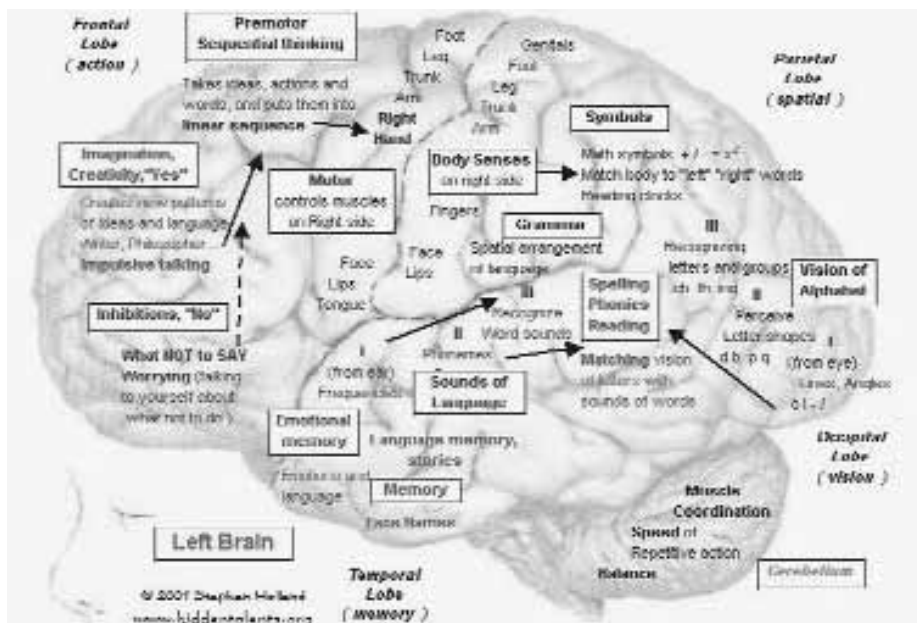 Frontal
Lobe
( action )
Premotor
Sequential thinking
Takes ideas, actions and
words, and puts them into
linear sequence
Foot
Leg
Trunk
Arm
Right
Hand
Genitals
Foot
Leg
Trunk
Arm
Parietal
Lobe
( spatial )
Symbols
Math symbols
Match body to "left" "right" words
Imagination,
Creativity,"Yes"
Creates new patterns
of ideas and language
Writer, Philosopher
Impulsive talking
Motor
controls muscles
on Right side
Body Senses
on right side
Fingers
Grammar
Spatial arrangement
of language
Face
Lips
Tongue
Face
Lips
III
Recognize
Word sounds
Spelling
Phonics
Reading
Matching vision
of letters with
sounds of words
III
Recognizing
letters and groups
Vision of
Alphabet
II
Perceive
Letter shapes
d b p q
I
(from eye)
Lines, Angles
Inhibitions, "No"
What NOT to SAY
Worrying (talking
to yourself about
what not to do )
I
(from ear)
Frequencies
II
Phonemes
Sounds of
Language
Emotional
memory
Language memory,
stories
Emotions and
language
Memory
Face Names
Occipital
Lobe
( vision )
Muscle
Coordination
Speed of
Repetitive action
Balance
Cerebellum
Left Brain
Temporal
Lobe
( memory )
© 2001 Stephen Holland
www.hiddentalents.org